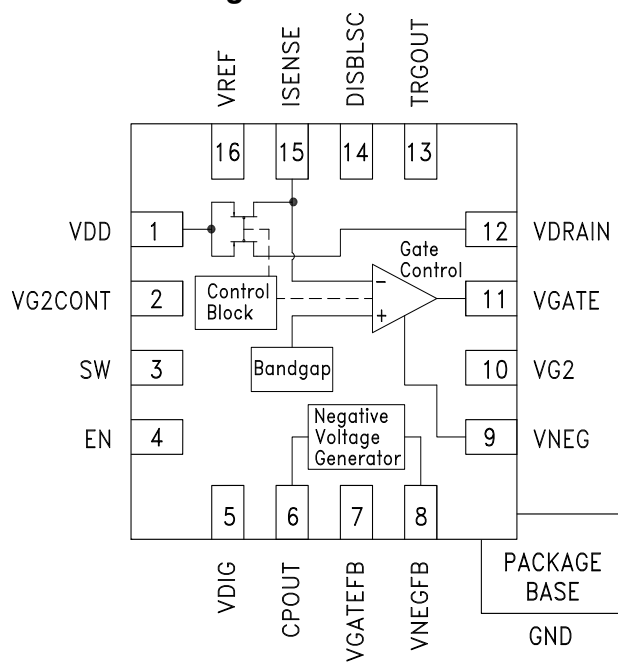 VREF
ISENSE
DISBLSC
TRGOUT
16
15
14
13
VDD
1
12
VDRAIN
Gate
Control
VG2CONT
2
Control
Block
−
+
11
VGATE
SW
3
Bandgap
10
VG2
EN
4
Negative
Voltage
Generator
9
VNEG
5
6
7
8
VDIG
CPOUT
VGATEFB
VNEGFB
PACKAGE
BASE
GND